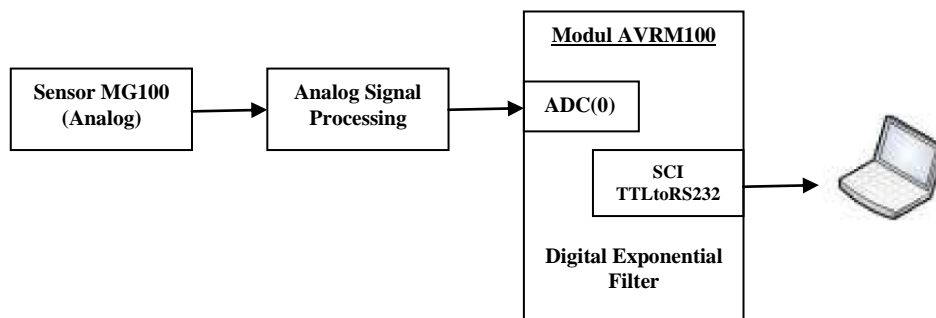 Sensor MG100
(Analog)
Analog Signal
Processing
Modul AVRM100
ADC(0)
SCI
TTLtoRS232
Digital Exponential
Filter